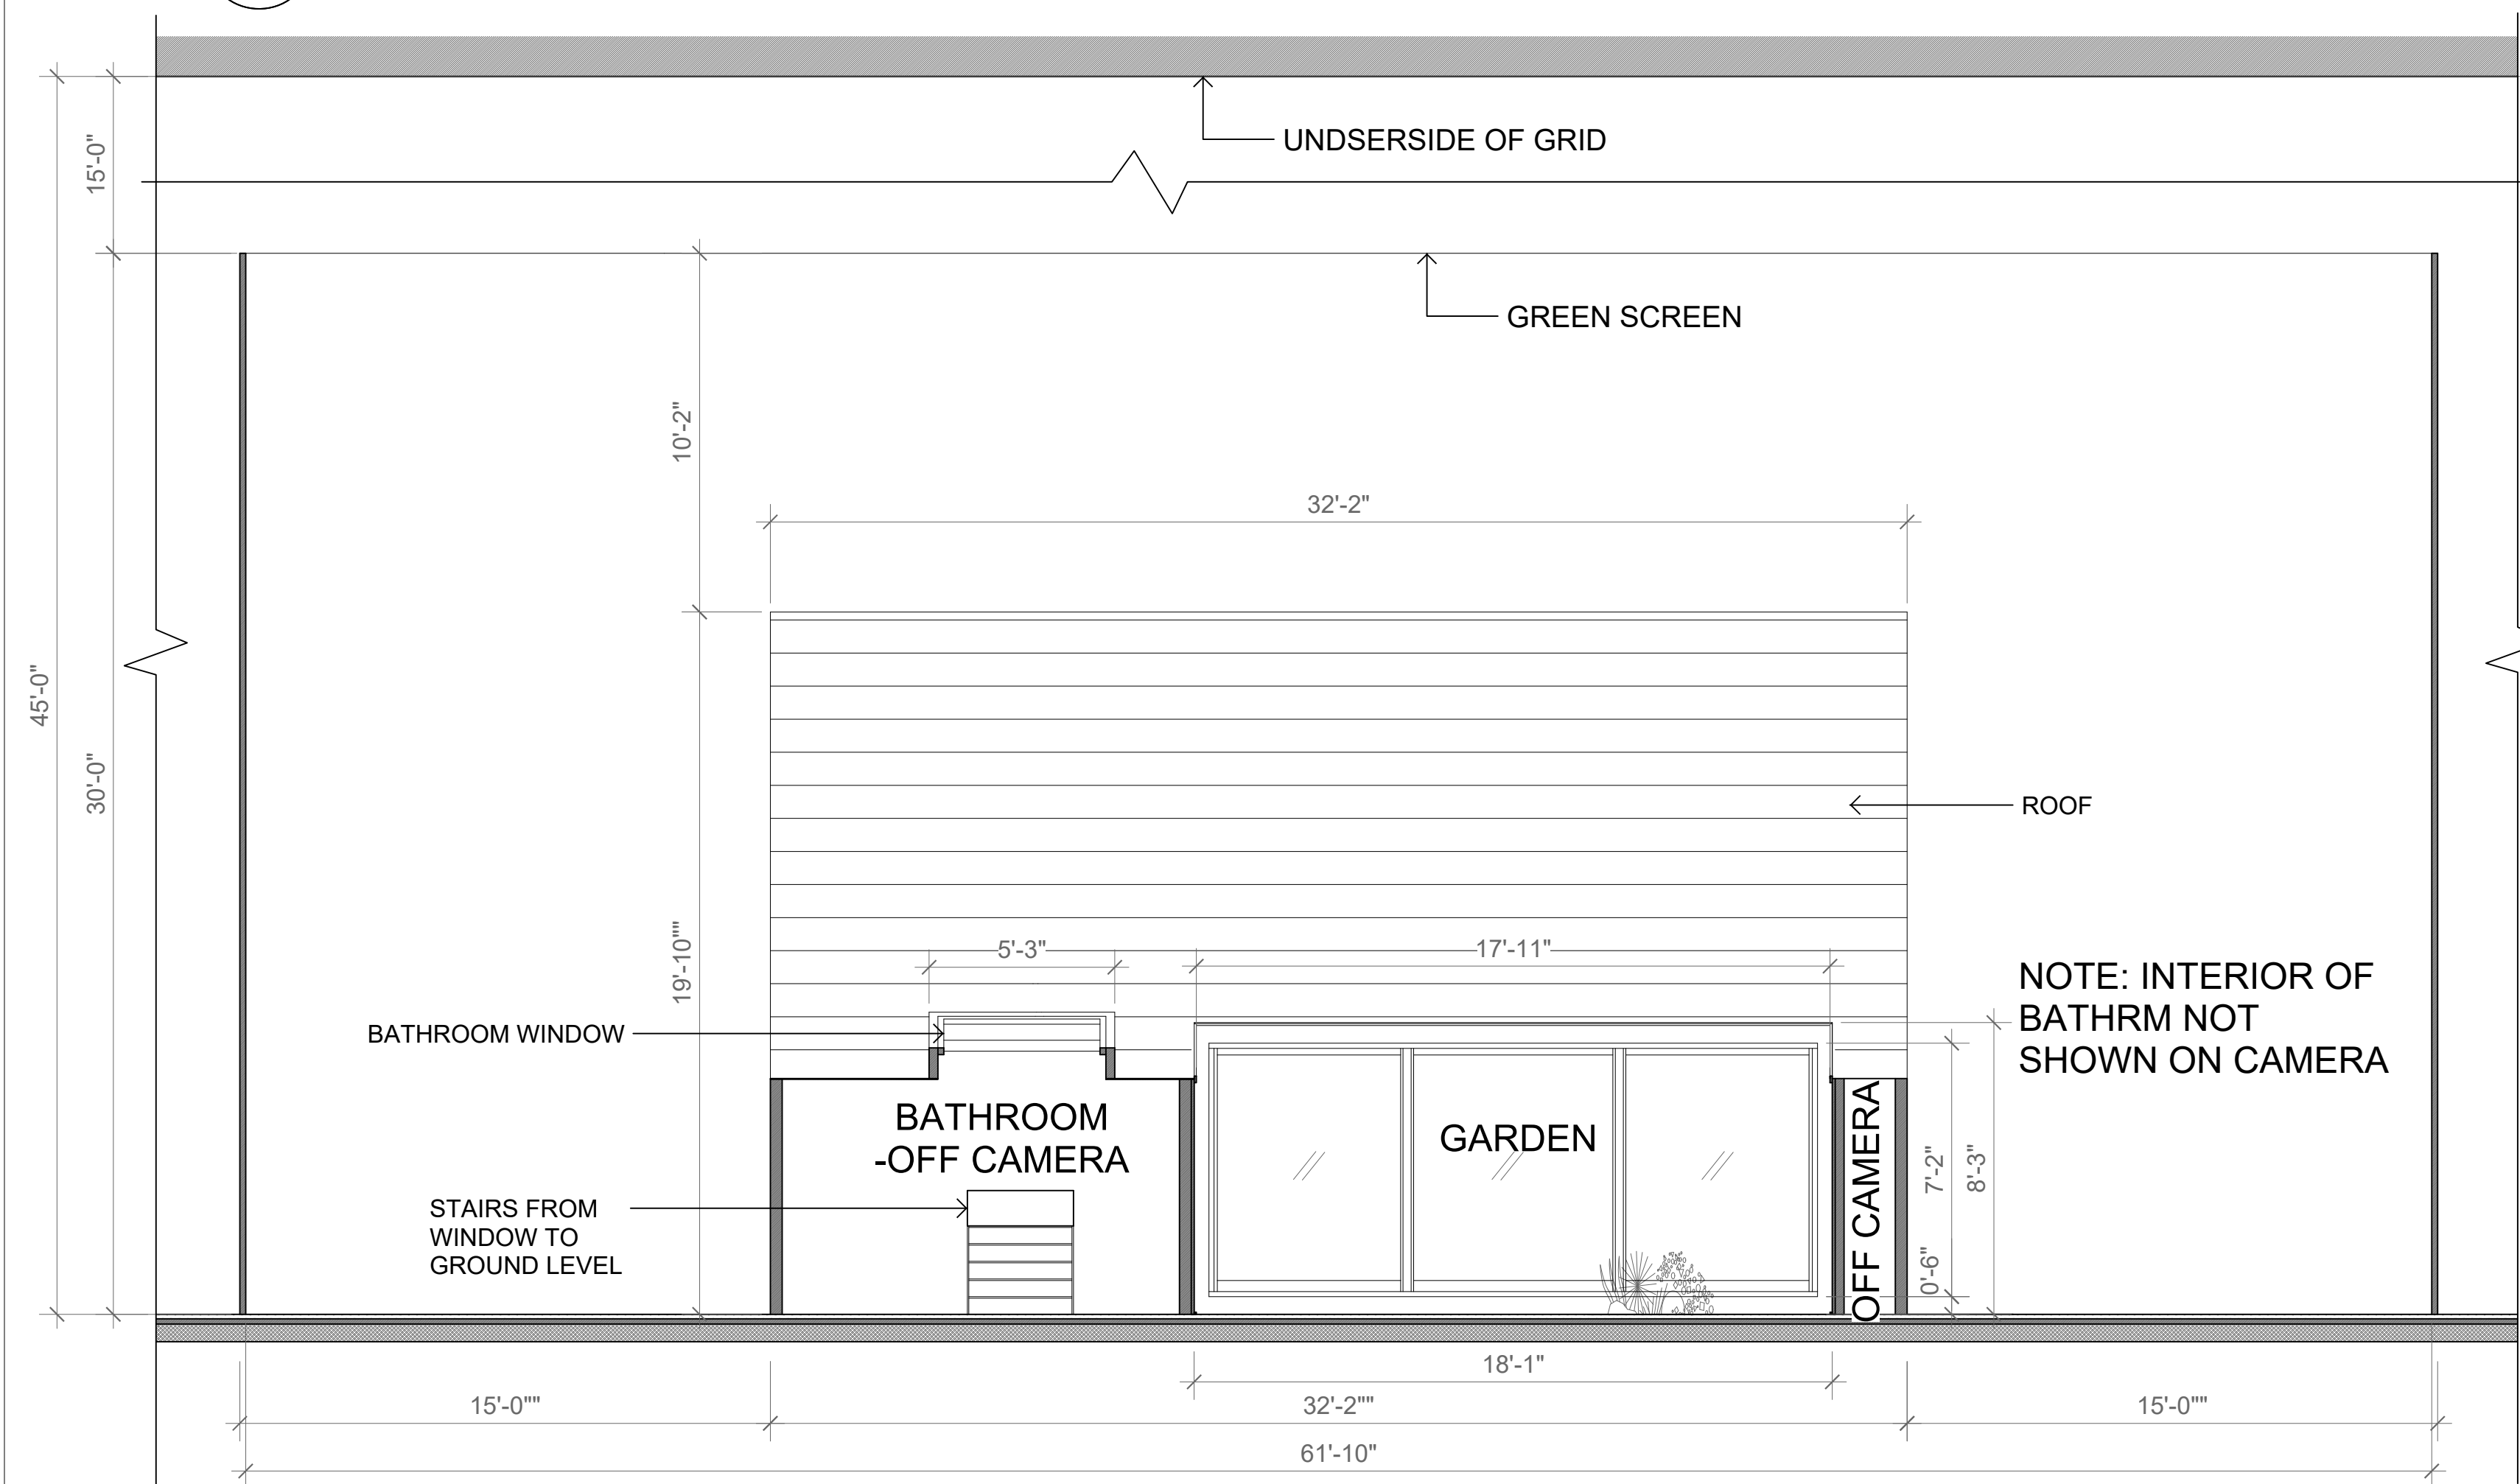 UNDSERSIDE OF GRID
15'-0"
GREEN SCREEN
10'-2"
32'-2"
45'-0"
30'-0"
ROOF
19'-10""
5'-3"
17'-11"
NOTE: INTERIOR OF
BATHRM NOT
SHOWN ON CAMERA
BATHROOM WINDOW
BATHROOM
-OFF CAMERA
GARDEN
OFF CAMERA
7'-2"
8'-3"
0'-6"
STAIRS FROM
WINDOW TO
GROUND LEVEL
18'-1"
15'-0""
32'-2""
15'-0""
61'-10"